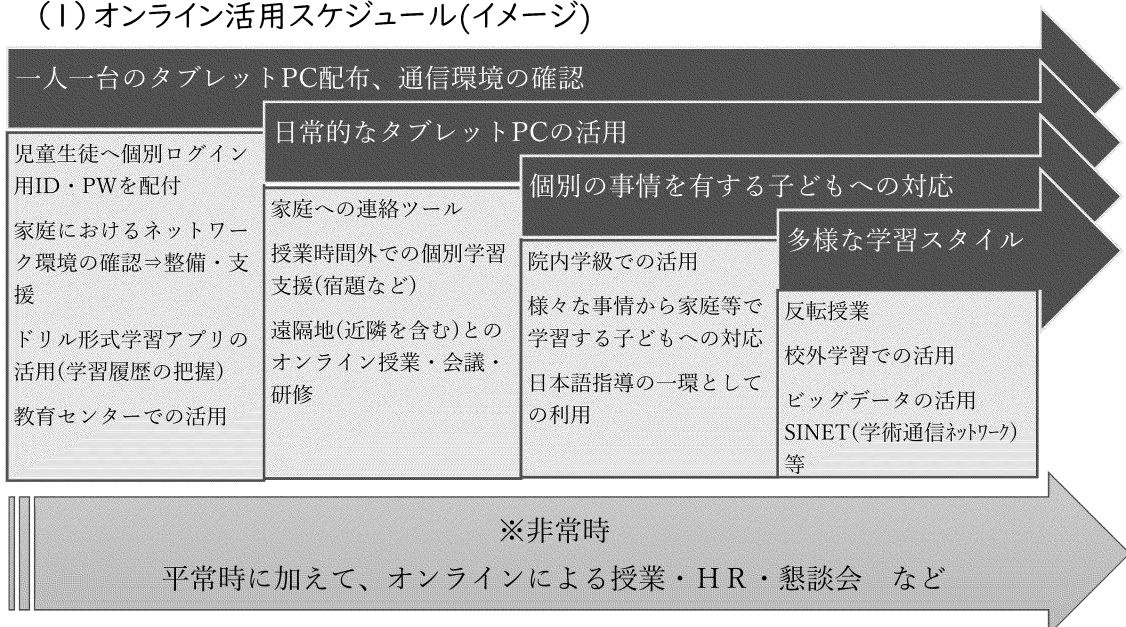 (1)オンライン活用スケジュール(イメージ)
一人一台のタブレットPC配布、通信環境の確認
児童生徒へ個別ログイン
用ID・PWを配付
家庭におけるネットワー
ク環境の確認⇒整備・支
援
ドリル形式学習アプリの
活用(学習履歴の把握)
教育センターでの活用
日常的なタブレットPCの活用
家庭への連絡ツール
授業時間外での個別学習
支援(宿題など)
遠隔地(近隣を含む)との
オンライン授業・会議・
研修
個別の事情を有する子どもへの対応
院内学級での活用
様々な事情から家庭等で
学習する子どもへの対応
日本語指導の一環として
の利用
多様な学習スタイル
反転授業
校外学習での活用
ビッグデータの活用
SINET(学術通信ﾈｯﾄﾜｰｸ)
等
※非常時
平常時に加えて、オンラインによる授業・HR・懇談会　など